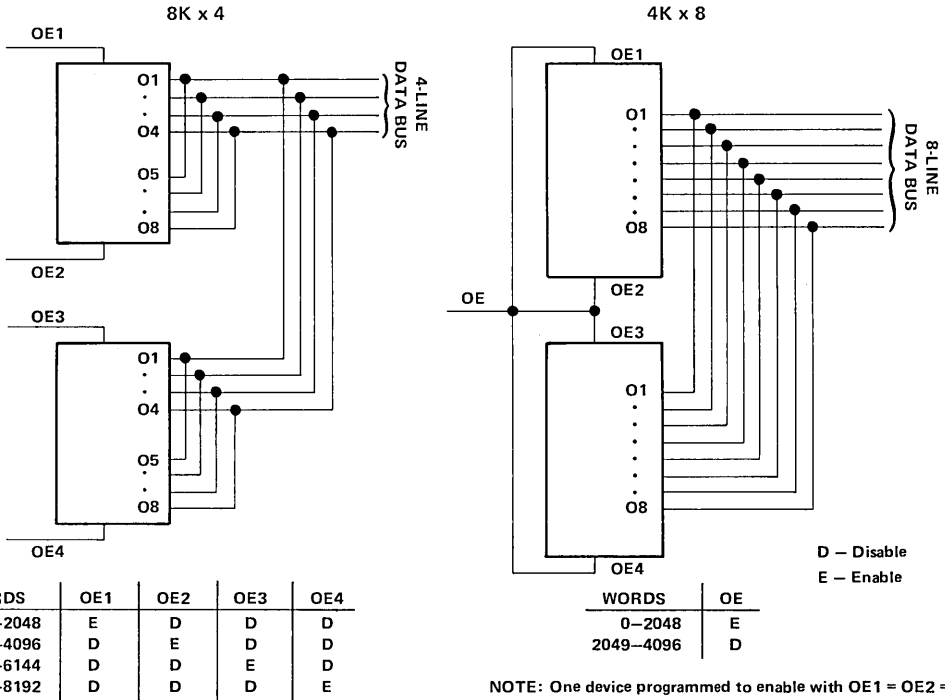 8K x 4
OE1
O1
O4
O5
O8
OE2
4-LINE
DATA BUS
OE3
O1
O4
O5
O8
OE4
RDS OE1 OE2 OE3 OE4
-2048 E D D D
-4096 D E D D
-6144 D D E D
-8192 D D D E
4K x 8
OE1
O1
O8
OE2
8-LINE
DATA BUS
OE
OE3
O1
O8
OE4
D – Disable
E – Enable
WORDS OE
0–2048 E
2049–4096 D
NOTE: One device programmed to enable with OE1 = OE2 =